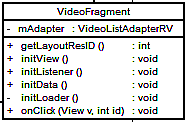 VideoFragment
- mAdapter : VideoListAdapterRV
+ getLayoutResID () : int
+ initView () : void
+ initListener () : void
+ initData () : void
- initLoader () : void
+ onClick (View v, int id) : void